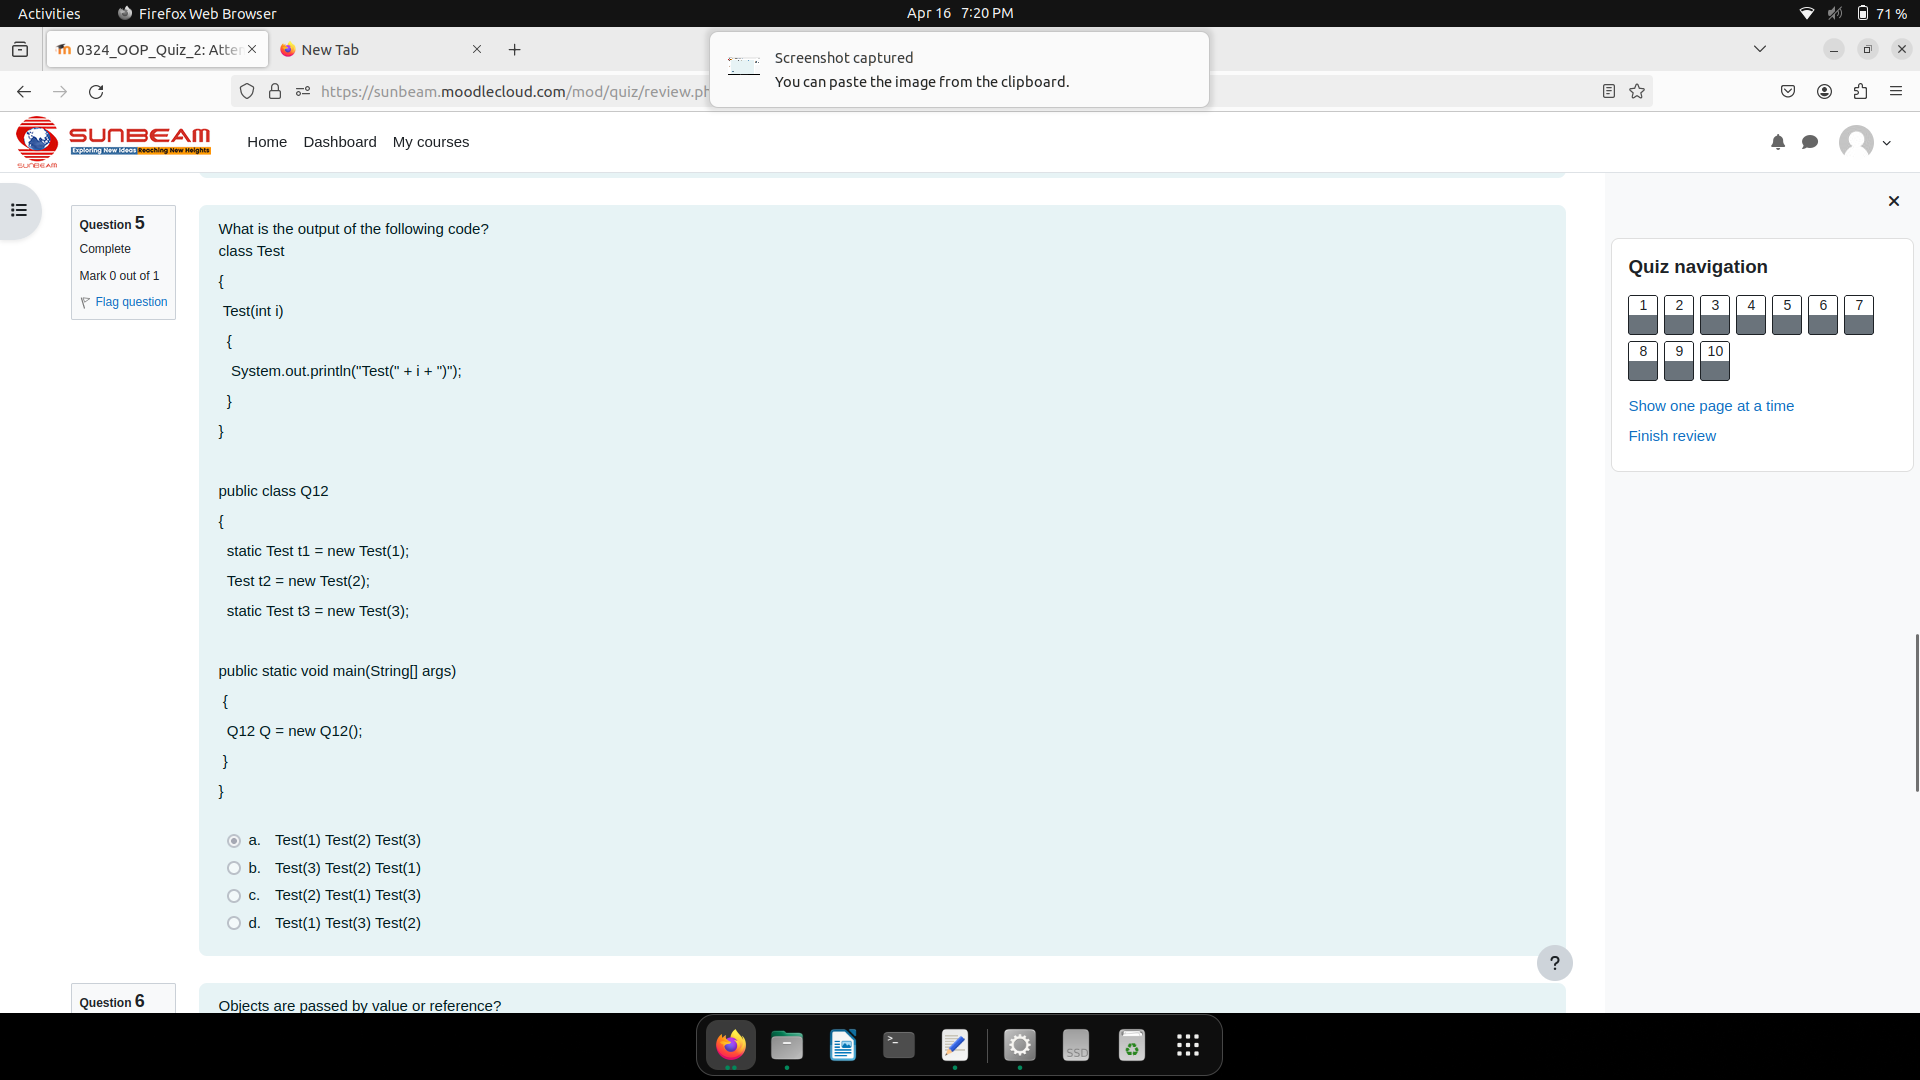 Activities
Firefox Web Browser
Apr 16 7:20 PM
71 %
0324_OOP_Quiz_2: Atte
New Tab
Screenshot captured
You can paste the image from the clipboard.
https://sunbeam.moodlecloud.com/mod/quiz/review.ph
SUNBEAM
Exploring New Ideas Reaching New Heights
SUNBEAM
Home
Dashboard
My courses
Question 5
Complete
Mark 0 out of 1
Flag question
What is the output of the following code?
class Test
{
Test(int i)
{
System.out.println("Test(" + i + ")");
}
}
public class Q12
{
static Test t1 = new Test(1);
Test t2 = new Test(2);
static Test t3 = new Test(3);
public static void main(String[] args)
{
Q12 Q = new Q12();
}
}
a. Test(1) Test(2) Test(3)
b. Test(3) Test(2) Test(1)
c. Test(2) Test(1) Test(3)
d. Test(1) Test(3) Test(2)
Quiz navigation
1 2 3 4 5 6 7
8 9 10
Show one page at a time
Finish review
?
Question 6
Objects are passed by value or reference?
>_
SSD